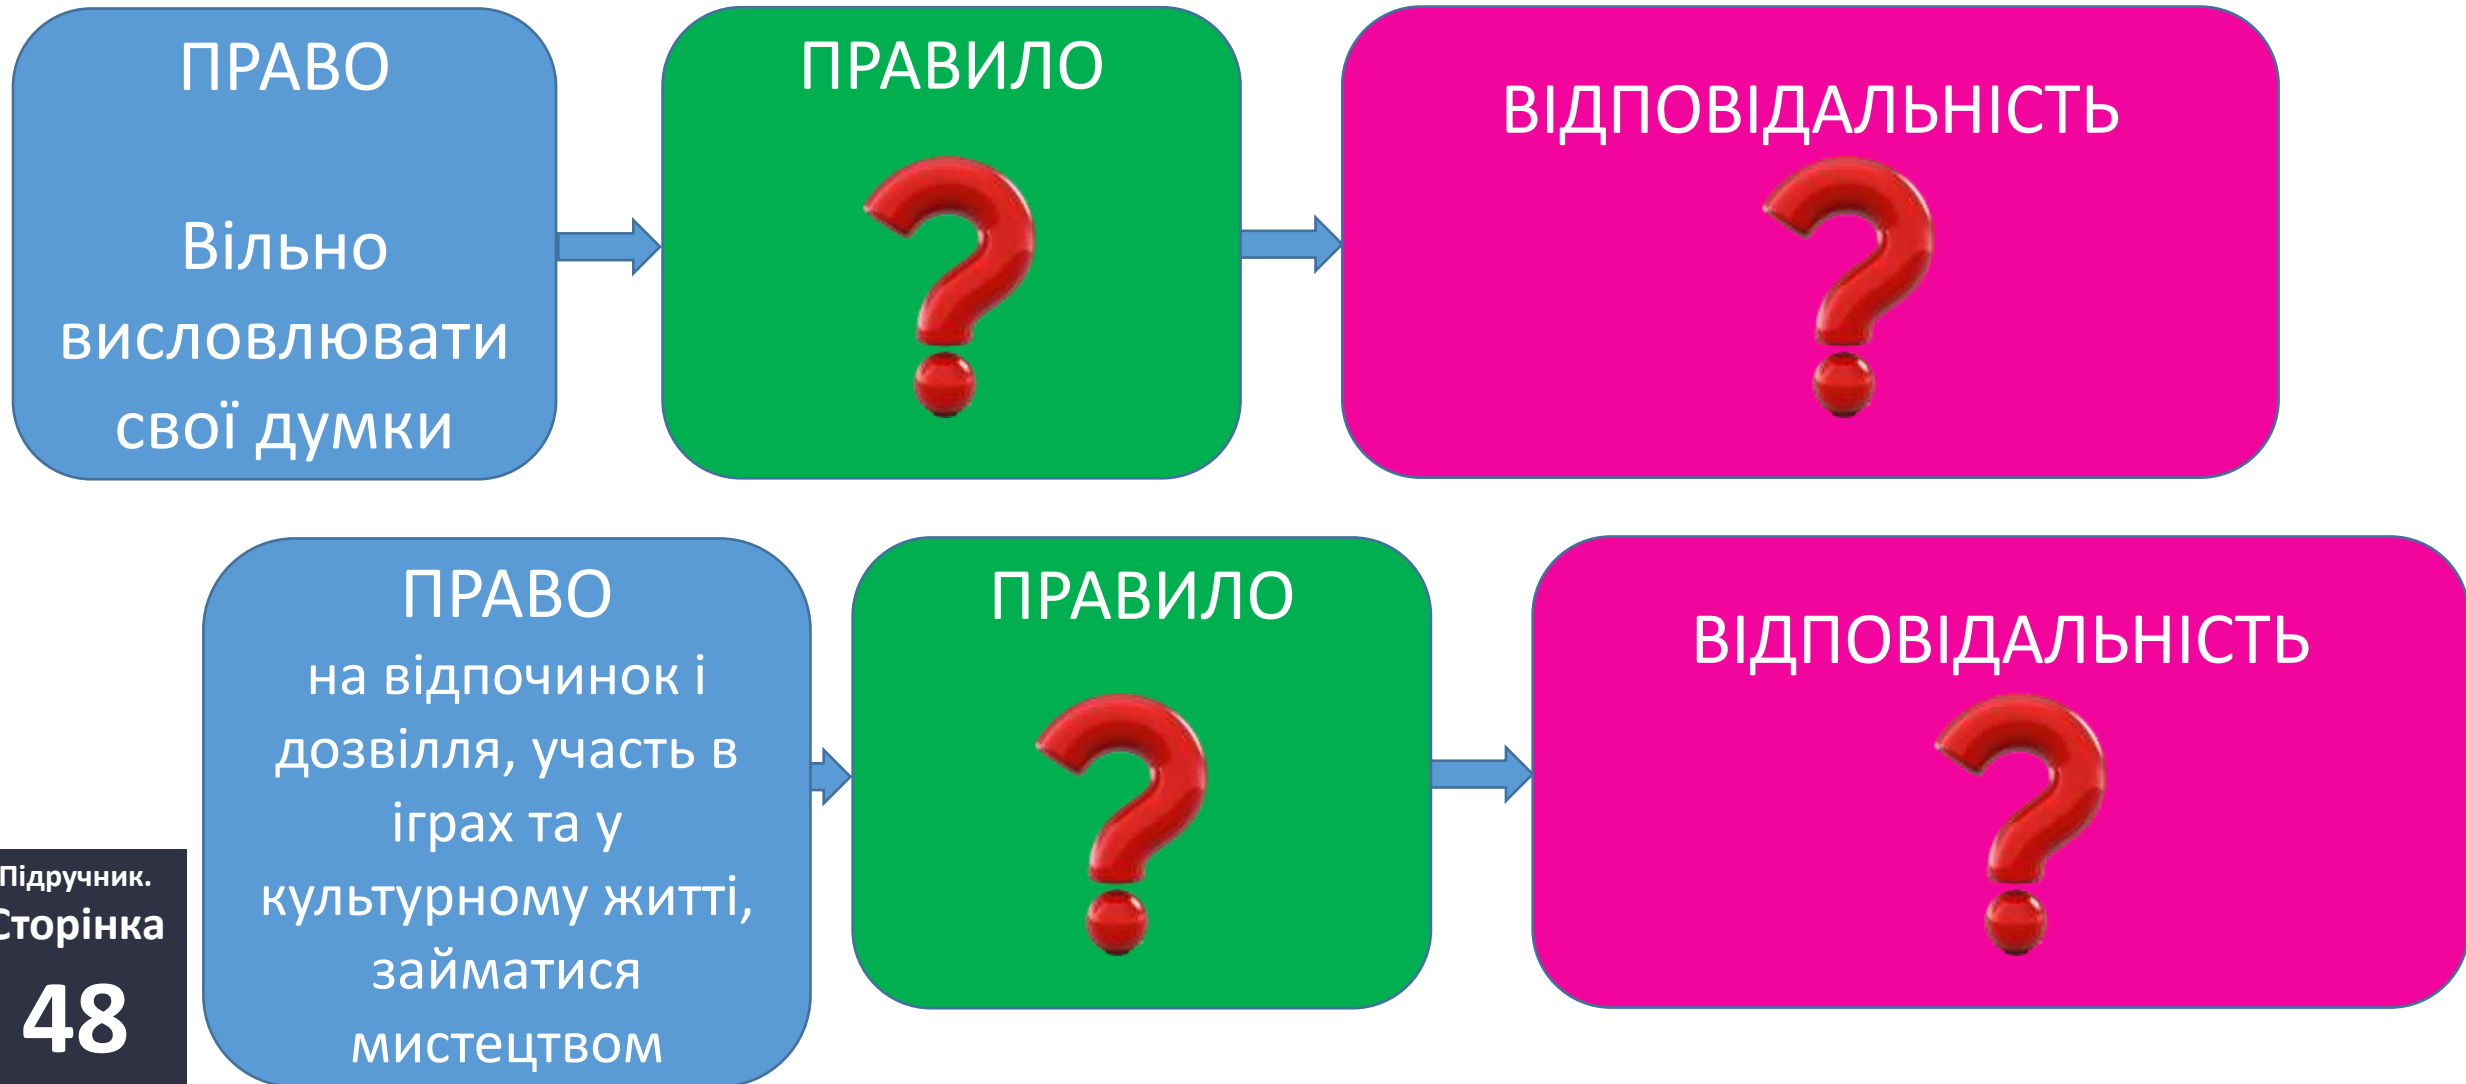 ПРАВО
Вільно
висловлювати
свої думки
ПРАВИЛО
ВІДПОВІДАЛЬНІСТЬ
ПРАВО
на відпочинок і
дозвілля, участь в
іграх та у
культурному житті,
займатися
мистецтвом
ПРАВИЛО
ВІДПОВІДАЛЬНІСТЬ
Підручник.
Сторінка
48